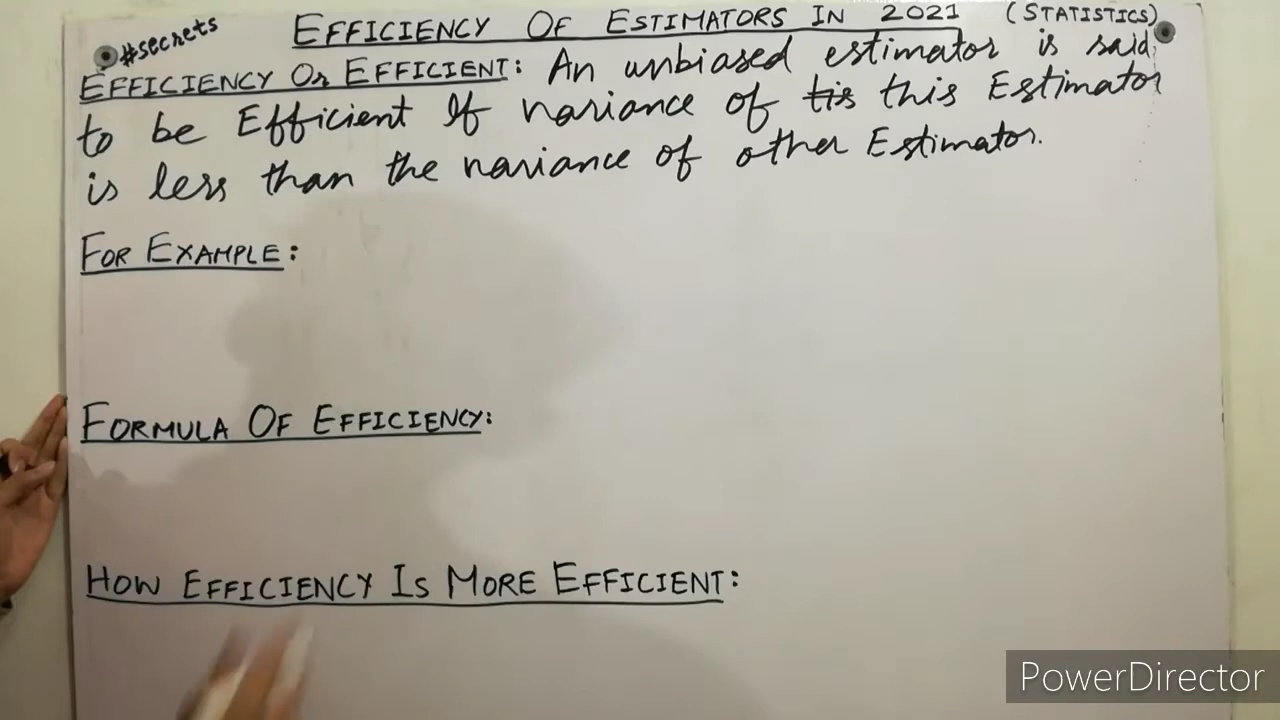 #secrets
EFFICIENCY OF ESTIMATORS IN 2021 (STATISTICS)
EFFICIENCY Or EFFICIENT: An unbiased estimator is said
to be Efficient If variance of tis this Estimator
is less than the variance of other Estimator.
FOR EXAMPLE:
FORMULA OF EFFICIENCY:
HOW EFFICIENCY IS MORE EFFICIENT:
PowerDirector